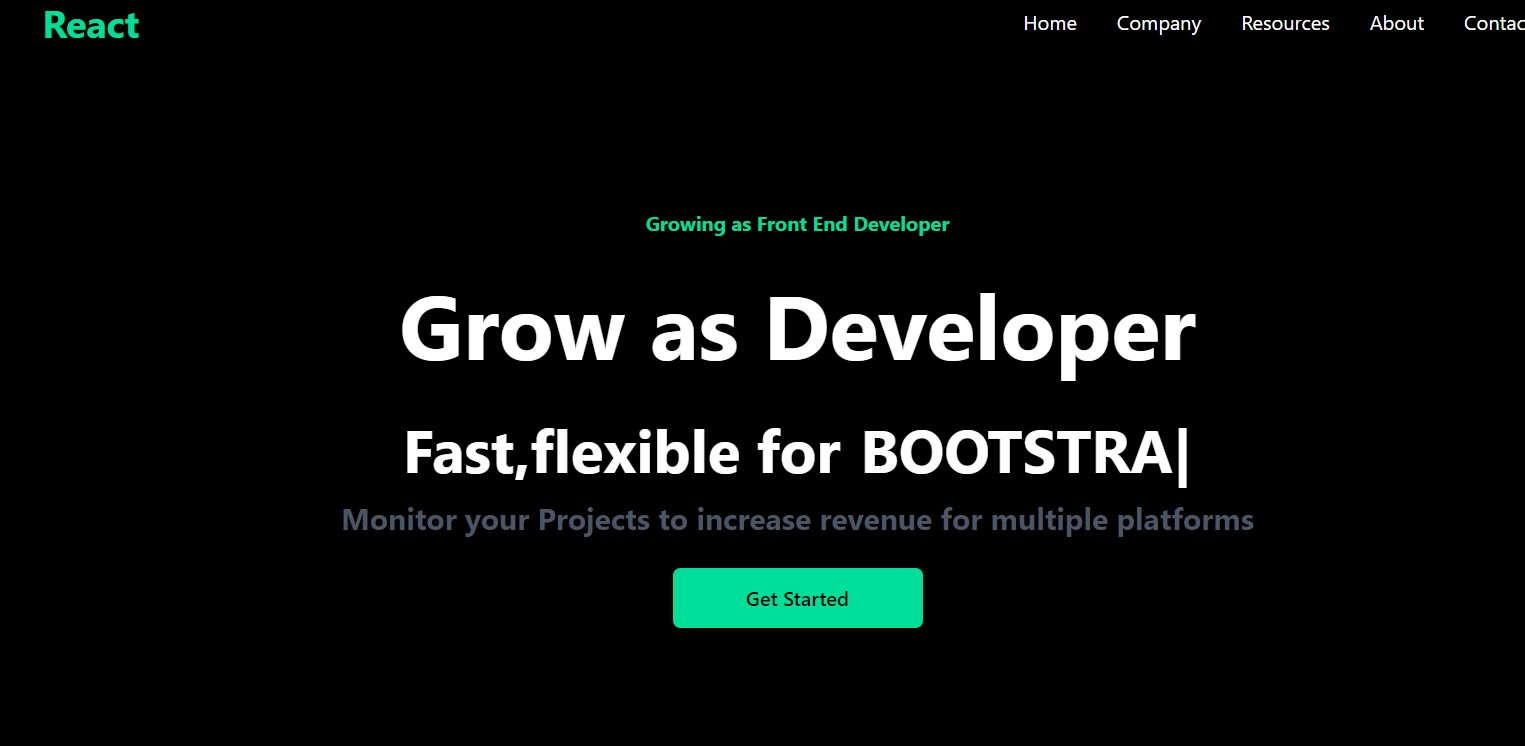 React
Home Company Resources About Contac
Growing as Front End Developer
Grow as Developer
Fast,flexible for BOOTSTRA|
Monitor your Projects to increase revenue for multiple platforms
Get Started